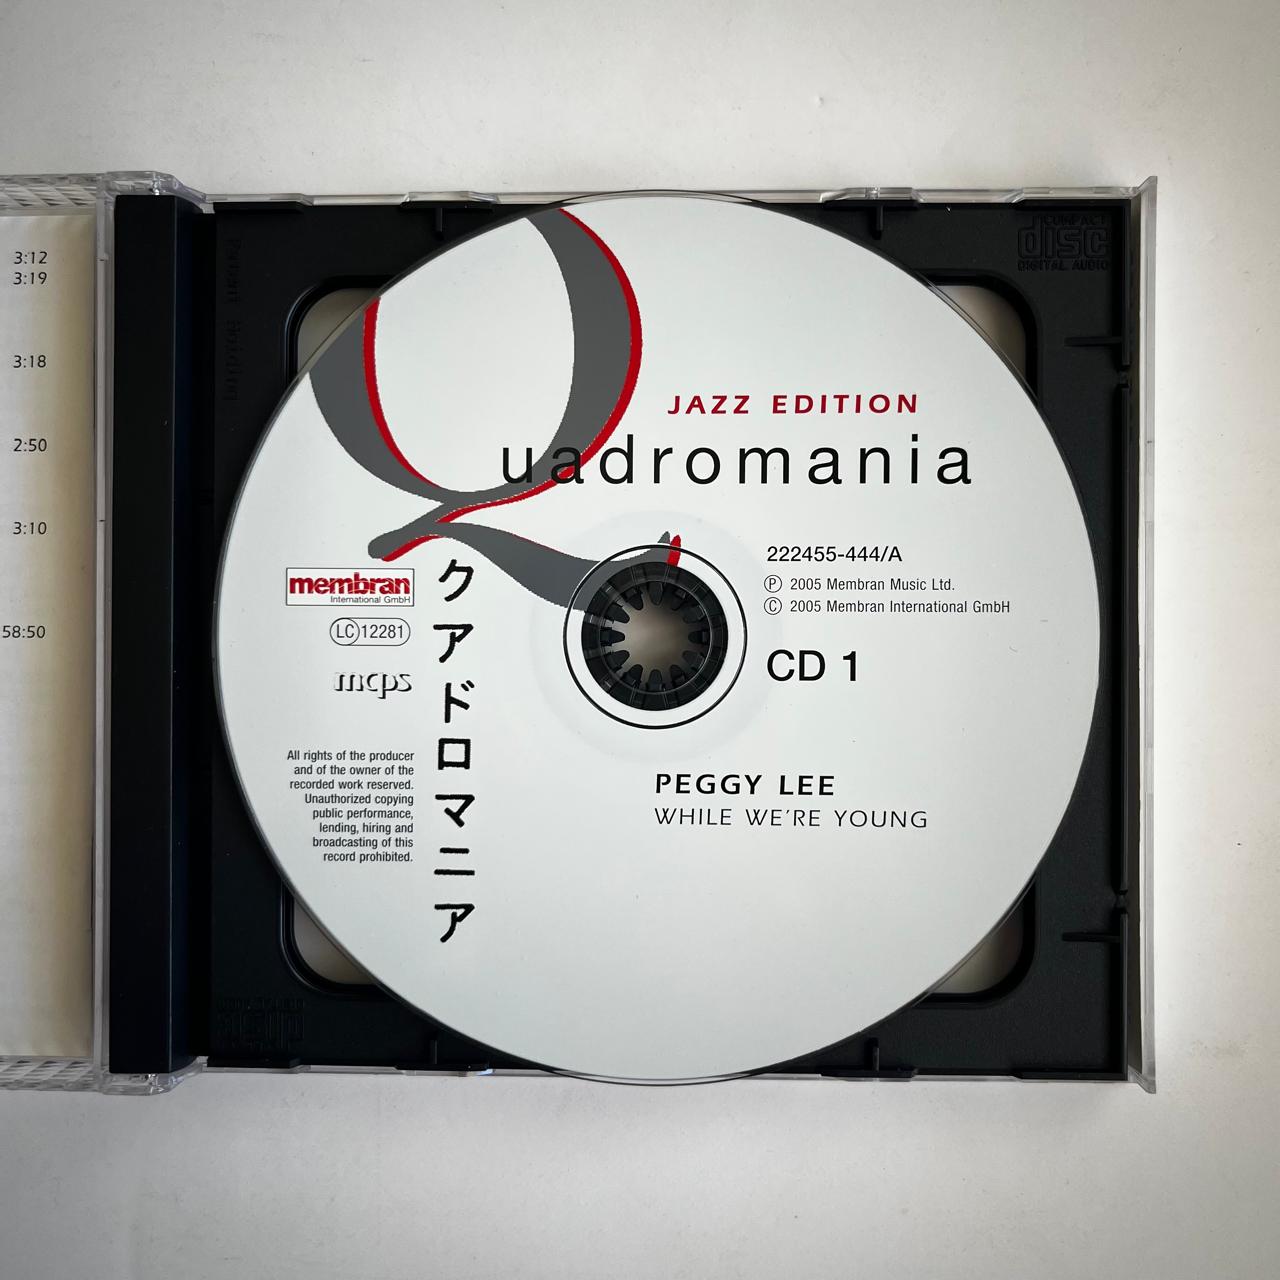 3:12
3:19
3:18
2:50
3:10
58:50
COMPACT
disc
DIGITAL AUDIO
JAZZ EDITION
Quadromania
222455-444/A
Ⓟ 2005 Membran Music Ltd.
Ⓒ 2005 Membran International GmbH
CD 1
membran
International GmbH
LC 12281
mcps
クアドロマニア
All rights of the producer
and of the owner of the
recorded work reserved.
Unauthorized copying
public performance,
lending, hiring and
broadcasting of this
record prohibited.
PEGGY LEE
WHILE WE'RE YOUNG